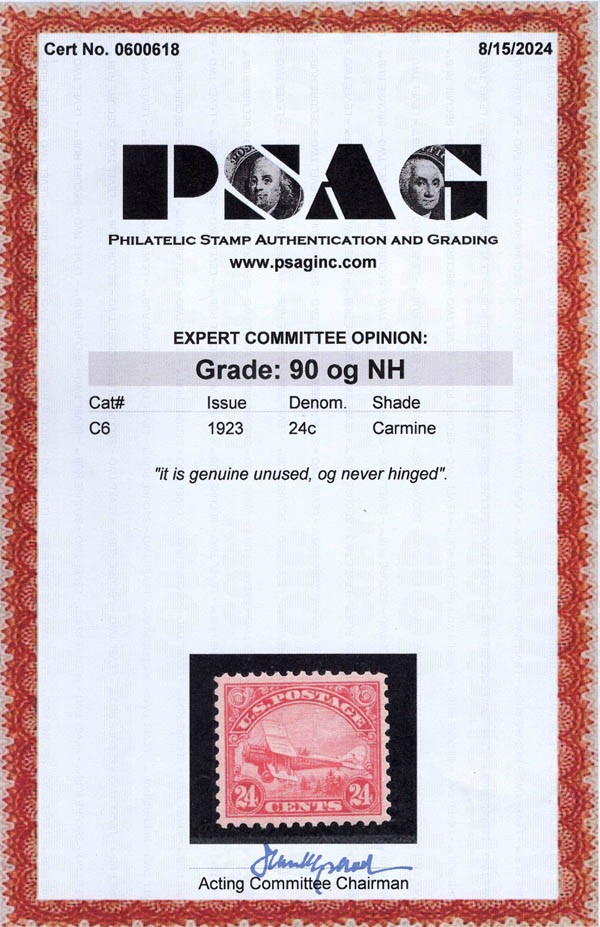 Cert No. 0600618 8/15/2024
PSAG
PHILATELIC STAMP AUTHENTICATION AND GRADING
www.psaginc.com
EXPERT COMMITTEE OPINION:
Grade: 90 og NH
Cat# Issue Denom. Shade
C6 1923 24c Carmine
"it is genuine unused, og never hinged".
U.S. POSTAGE
24 CENTS 24
Acting Committee Chairman